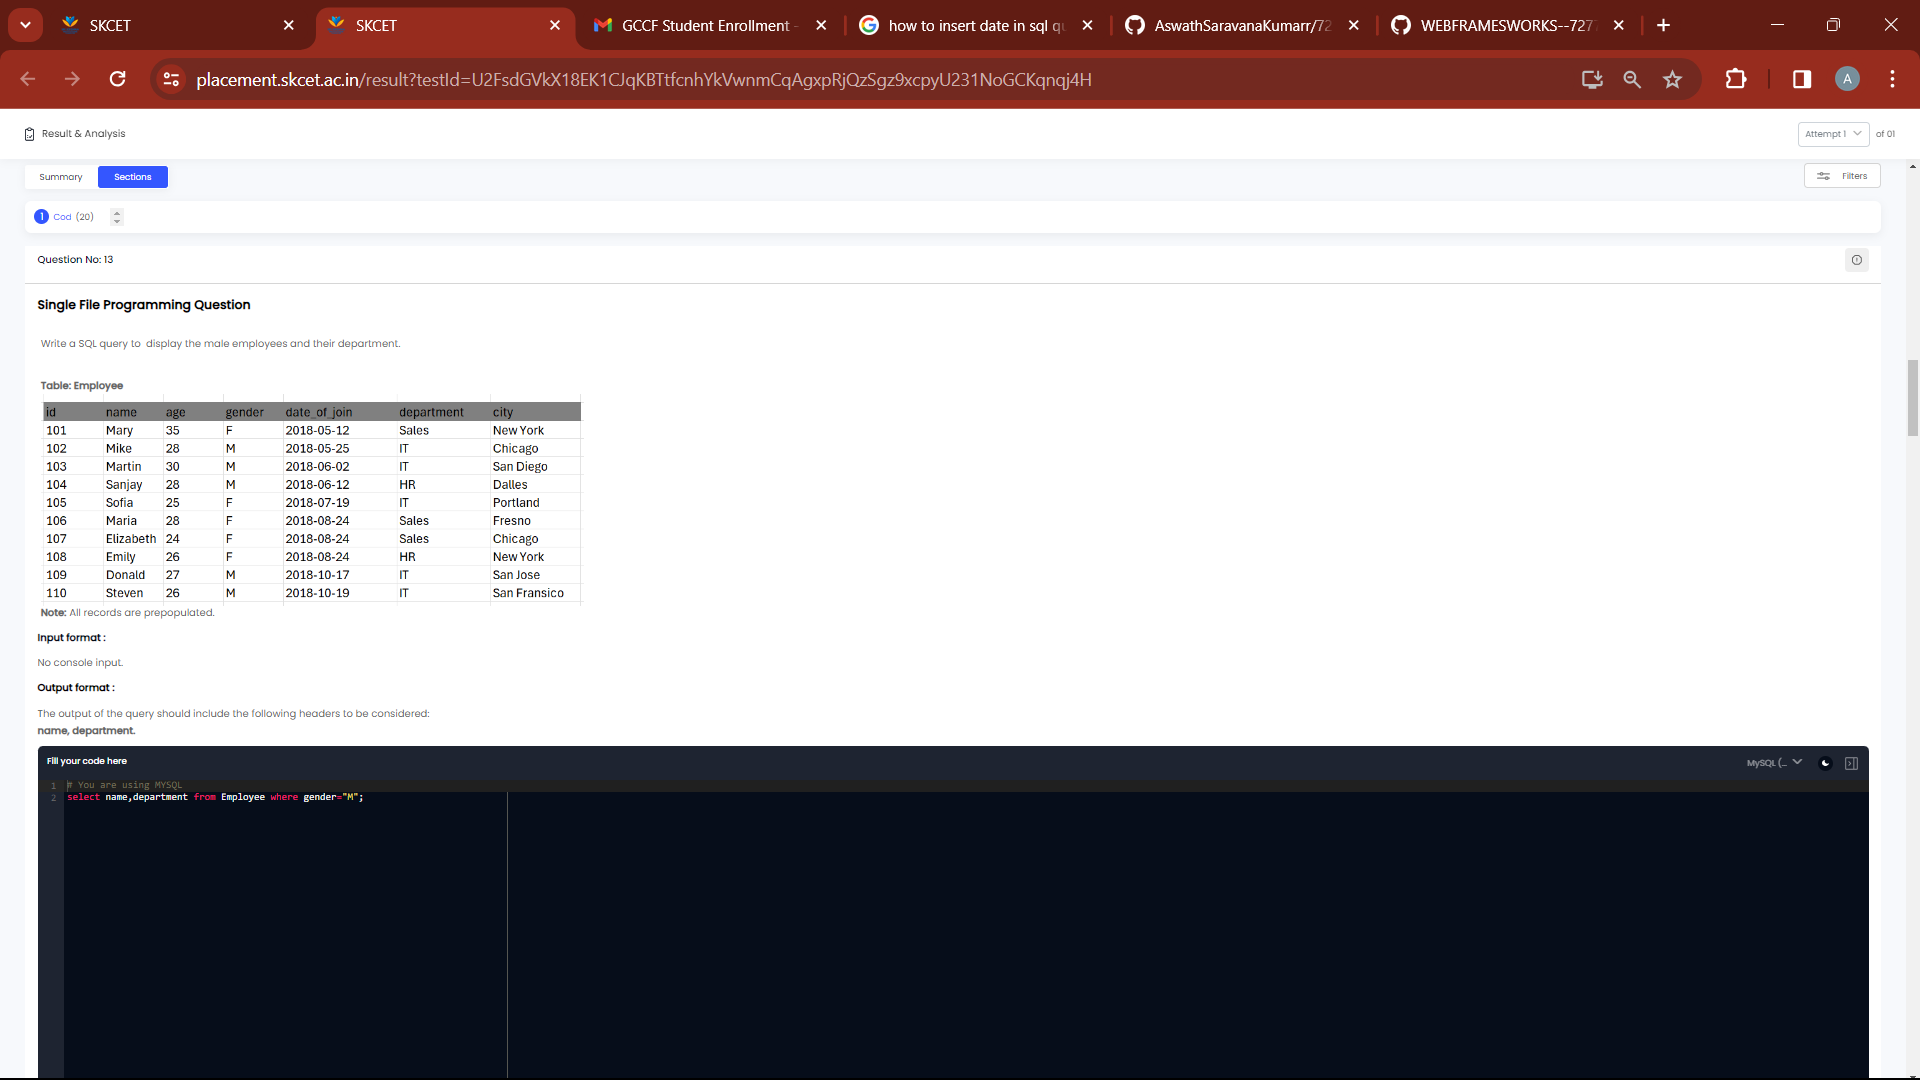 SKCET
SKCET
GCCF Student Enrollment -
how to insert date in sql qu
AswathSaravanaKumarr/72
WEBFRAMESWORKS--727
placement.skcet.ac.in/result?testId=U2FsdGVkX18EK1CJqKBTtfcnhYkVwnmCqAgxpRjQzSgz9xcpyU231NoGCKqnqj4H
A
Result & Analysis
Attempt 1 of 01
Summary Sections
Filters
1 Cod (20)
Question No: 13
Single File Programming Question
Write a SQL query to display the male employees and their department.
Table: Employee
id name age gender date_of_join department city
101 Mary 35 F 2018-05-12 Sales New York
102 Mike 28 M 2018-05-25 IT Chicago
103 Martin 30 M 2018-06-02 IT San Diego
104 Sanjay 28 M 2018-06-12 HR Dalles
105 Sofia 25 F 2018-07-19 IT Portland
106 Maria 28 F 2018-08-24 Sales Fresno
107 Elizabeth 24 F 2018-08-24 Sales Chicago
108 Emily 26 F 2018-08-24 HR New York
109 Donald 27 M 2018-10-17 IT San Jose
110 Steven 26 M 2018-10-19 IT San Fransico
Note: All records are prepopulated.
Input format :
No console input.
Output format :
The output of the query should include the following headers to be considered:
name, department.
Fill your code here
MySQL (...
1 # You are using MYSQL
2 select name,department from Employee where gender="M";